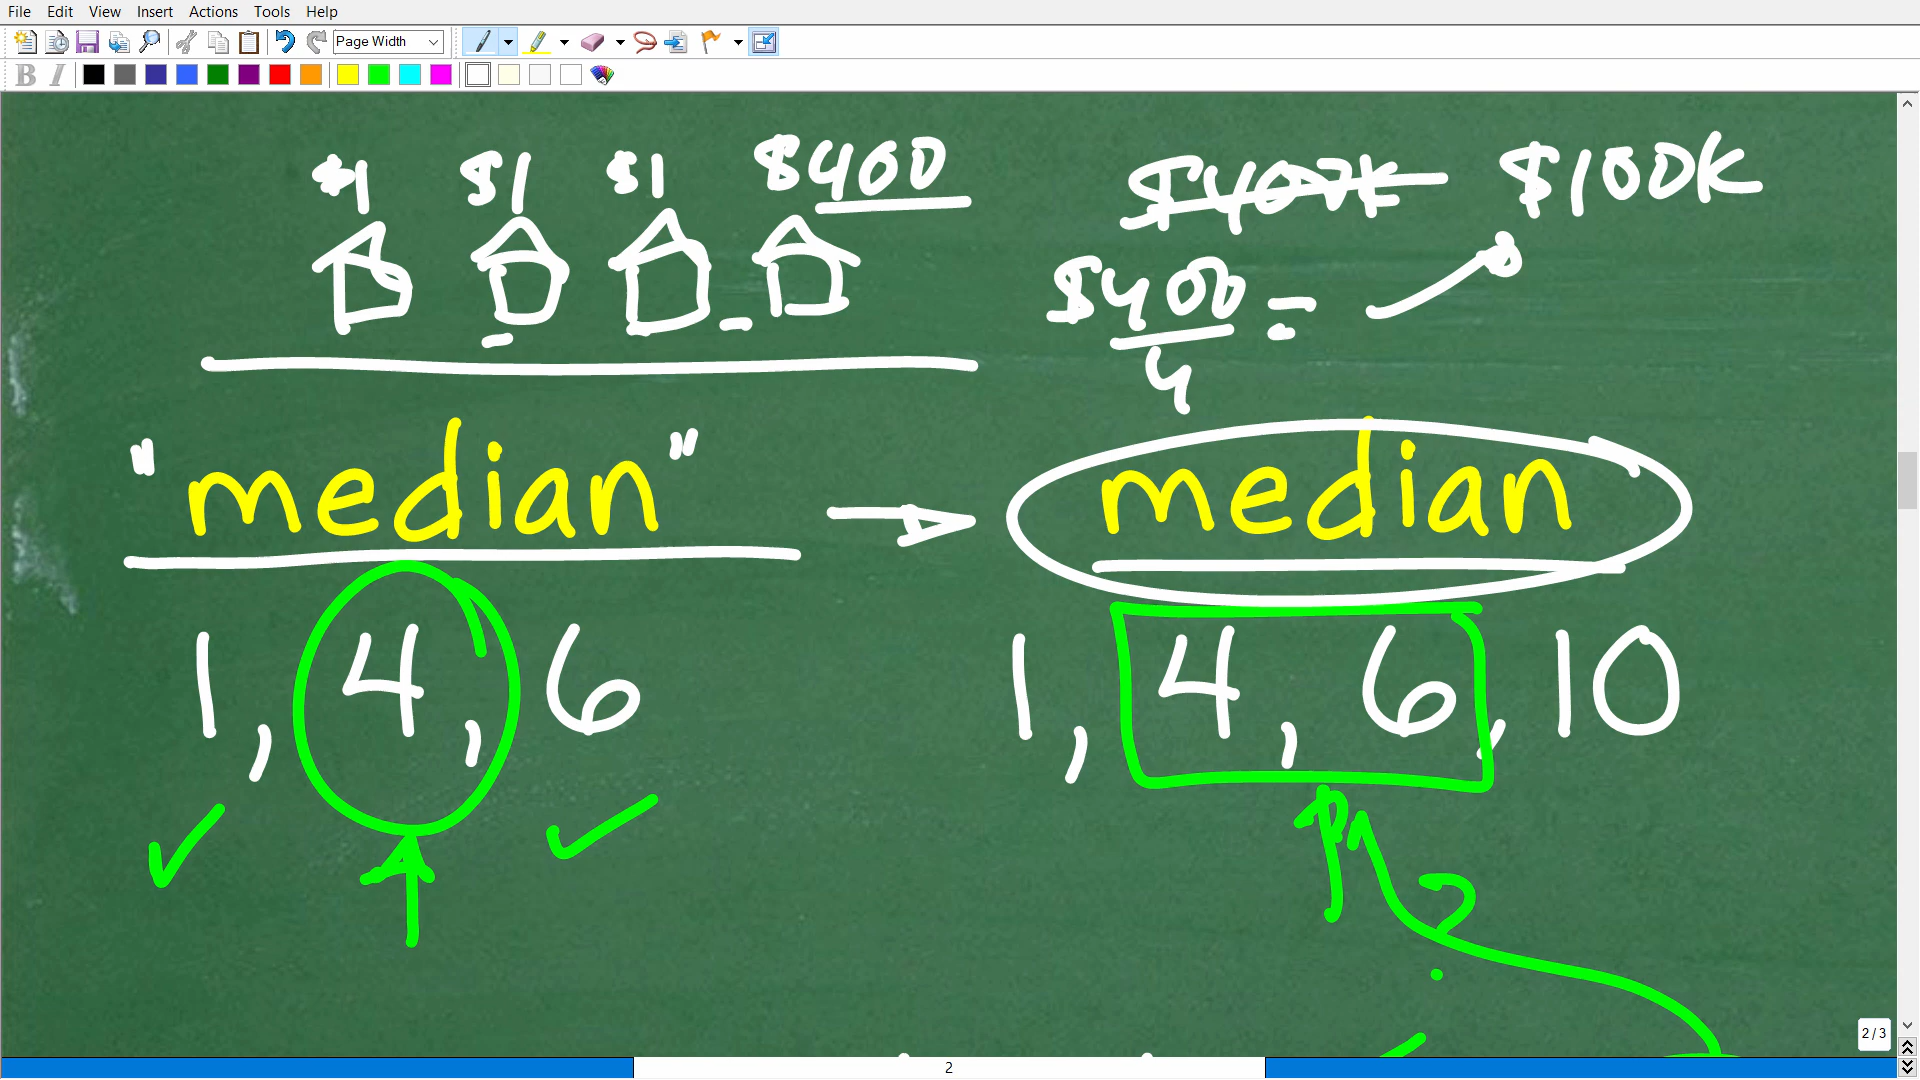 File Edit View Insert Actions Tools Help
Page Width
B I
$1 $1 $1 $400 $407K $100K
$400 =
4
"median" median
1, 4, 6 1, 4, 6, 10
?
2/3
2